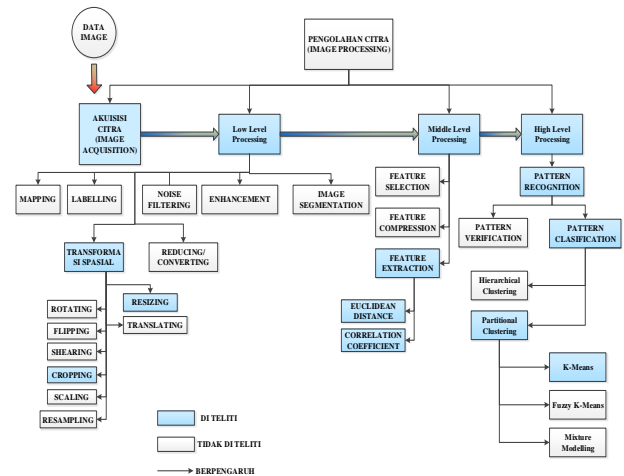 DATA
IMAGE
PENGOLAHAN CITRA
(IMAGE PROCESSING)
AKUISISI
CITRA
(IMAGE
ACQUISITION)
Low Level
Processing
Middle Level
Processing
High Level
Processing
MAPPING
LABELLING
NOISE
FILTERING
ENHANCEMENT
IMAGE
SEGMENTATION
FEATURE
SELECTION
PATTERN
RECOGNITION
FEATURE
COMPRESSION
PATTERN
VERIFICATION
PATTERN
CLASIFICATION
TRANSFORMA
SI SPASIAL
REDUCING/
CONVERTING
FEATURE
EXTRACTION
Hierarchical
Clustering
RESIZING
ROTATING
TRANSLATING
FLIPPING
SHEARING
CROPPING
SCALING
RESAMPLING
EUCLIDEAN
DISTANCE
CORRELATION
COEFFICIENT
Partitional
Clustering
K-Means
Fuzzy K-Means
Mixture
Modelling
DI TELITI
TIDAK DI TELITI
BERPENGARUH